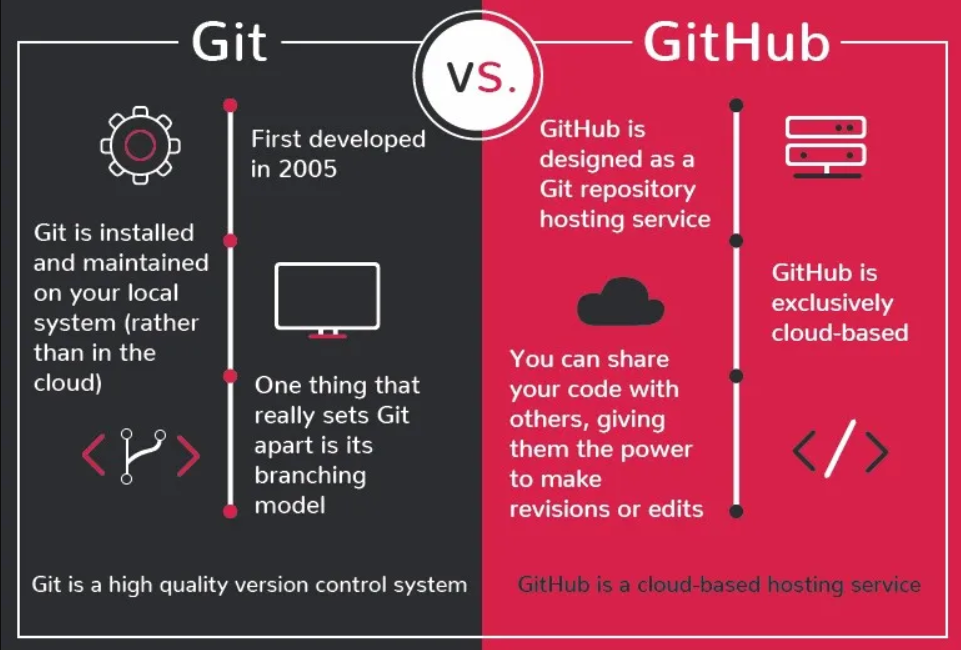 Git
vs.
GitHub
First developed
in 2005
Git is installed
and maintained
on your local
system (rather
than in the
cloud)
One thing that
really sets Git
apart is its
branching
model
Git is a high quality version control system
GitHub is
designed as a
Git repository
hosting service
GitHub is
exclusively
cloud-based
You can share
your code with
others, giving
them the power
to make
revisions or edits
GitHub is a cloud-based hosting service